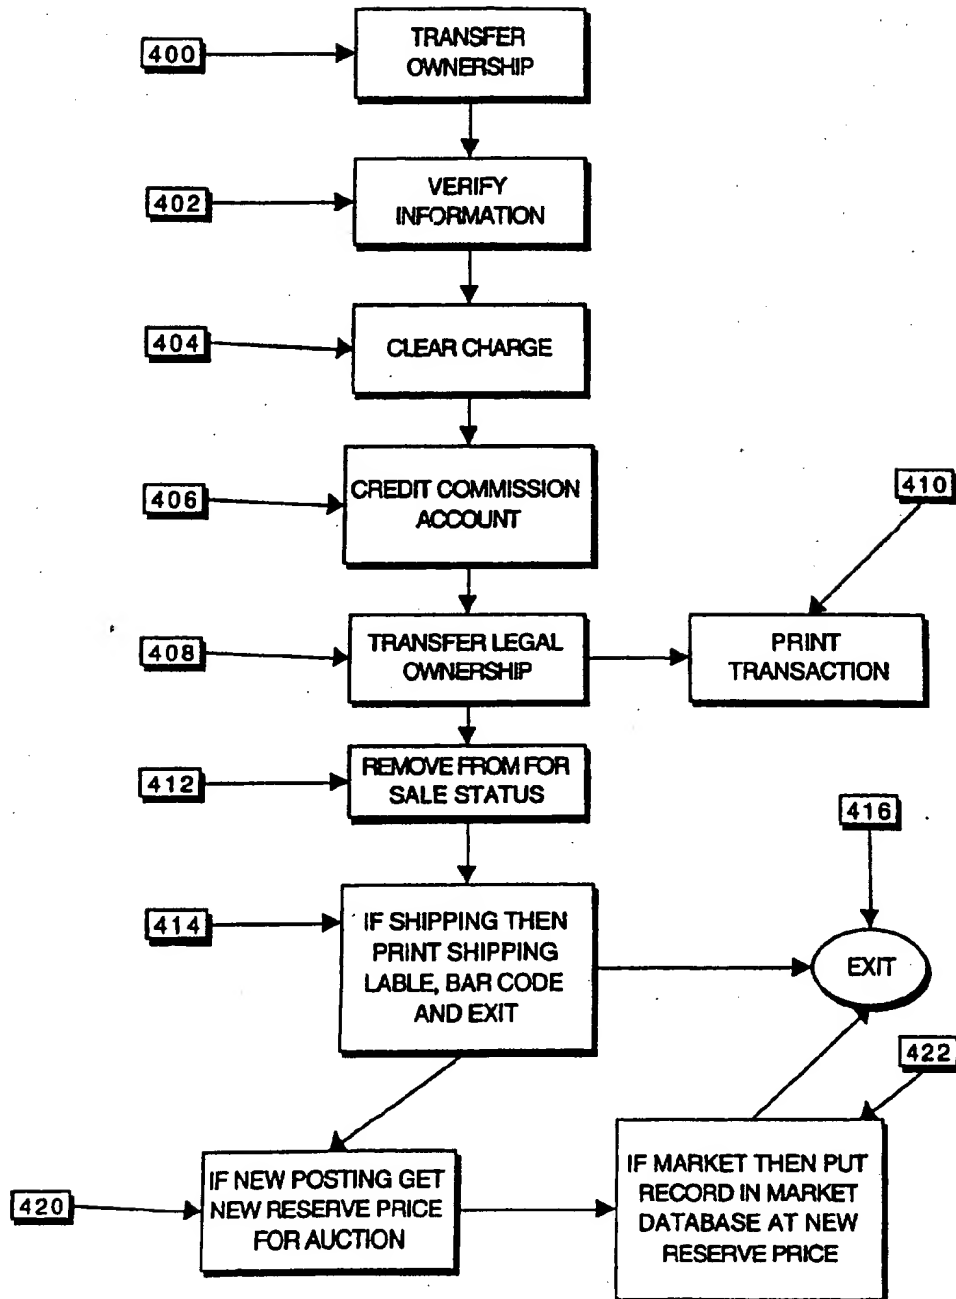 400
TRANSFER
OWNERSHIP
402
VERIFY
INFORMATION
404
CLEAR CHARGE
406
CREDIT COMMISSION
ACCOUNT
410
408
TRANSFER LEGAL
OWNERSHIP
PRINT
TRANSACTION
412
REMOVE FROM FOR
SALE STATUS
416
414
IF SHIPPING THEN
PRINT SHIPPING
LABLE, BAR CODE
AND EXIT
EXIT
422
420
IF NEW POSTING GET
NEW RESERVE PRICE
FOR AUCTION
IF MARKET THEN PUT
RECORD IN MARKET
DATABASE AT NEW
RESERVE PRICE